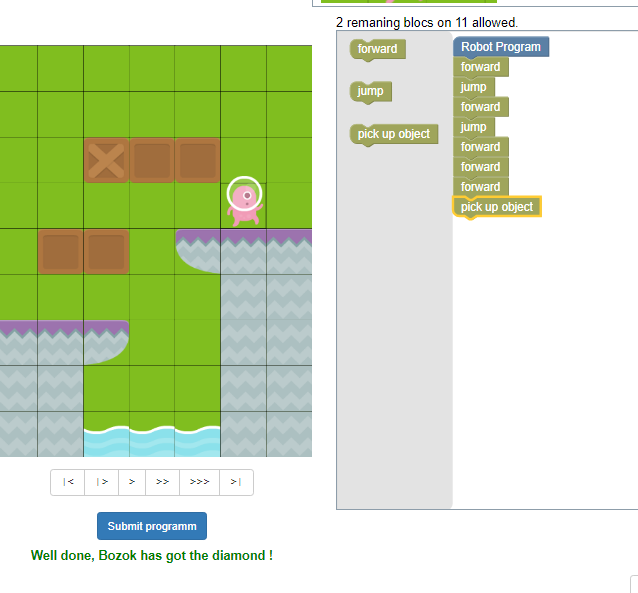 2 remaning blocs on 11 allowed.
forward
jump
pick up object
Robot Program
forward
jump
forward
jump
forward
forward
forward
pick up object
|< |> > >> >>> >|
Submit programm
Well done, Bozok has got the diamond !